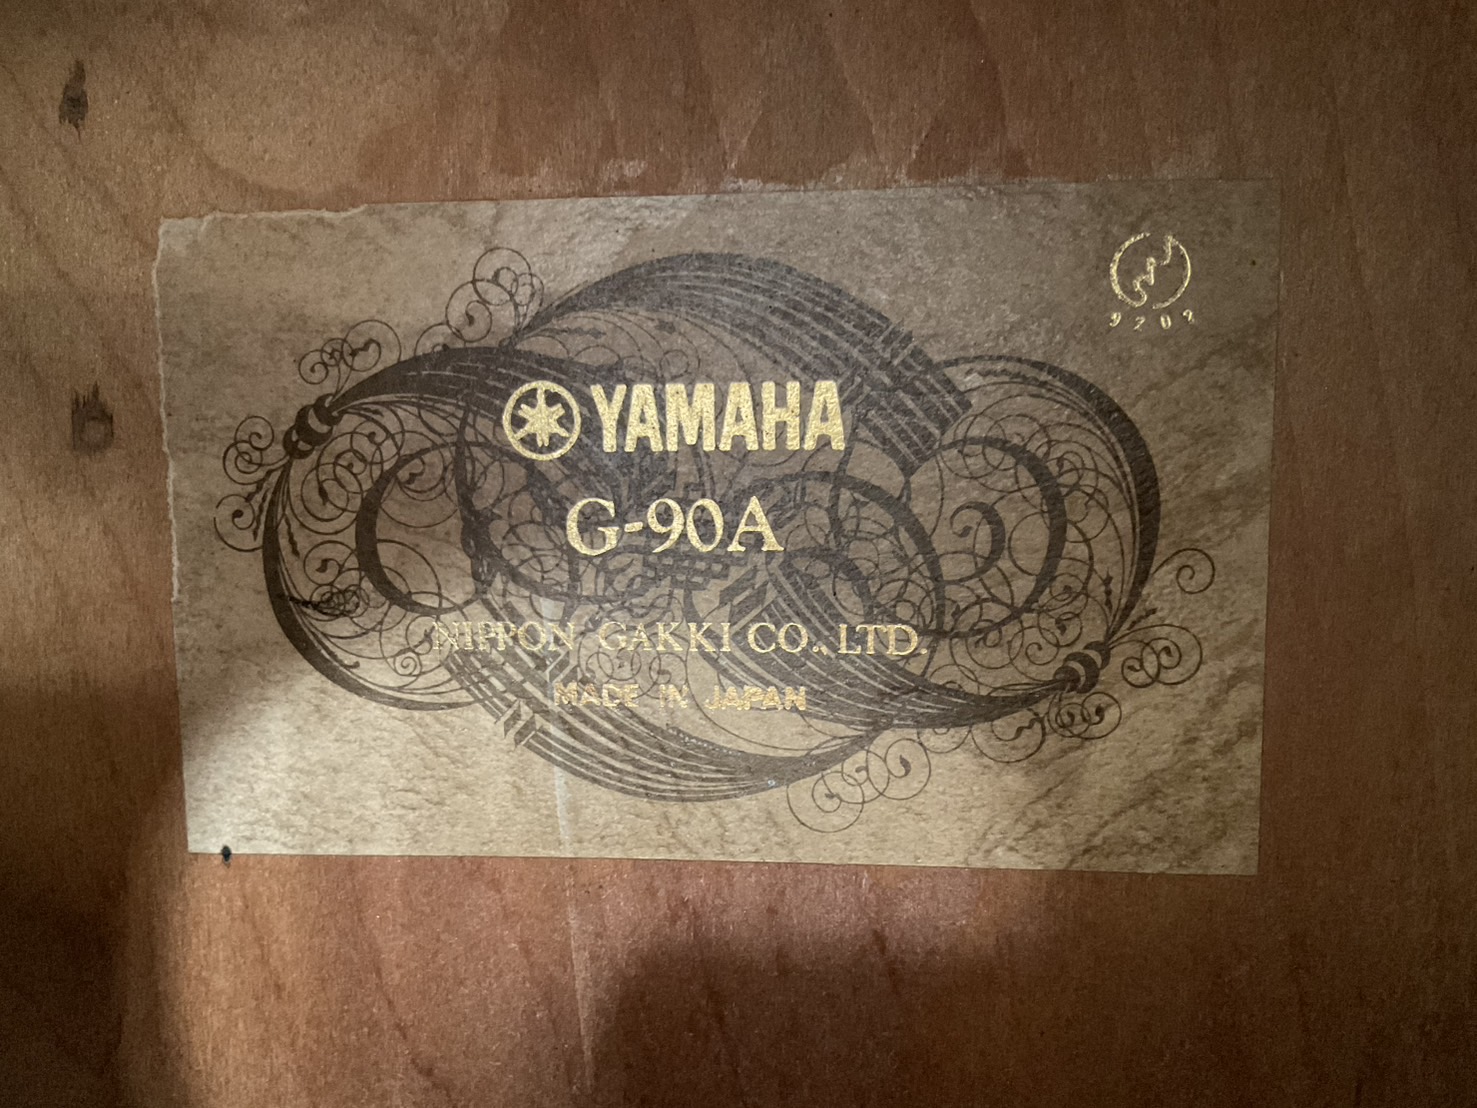 YAMAHA
G-90A
NIPPON GAKKI CO., LTD.
MADE IN JAPAN